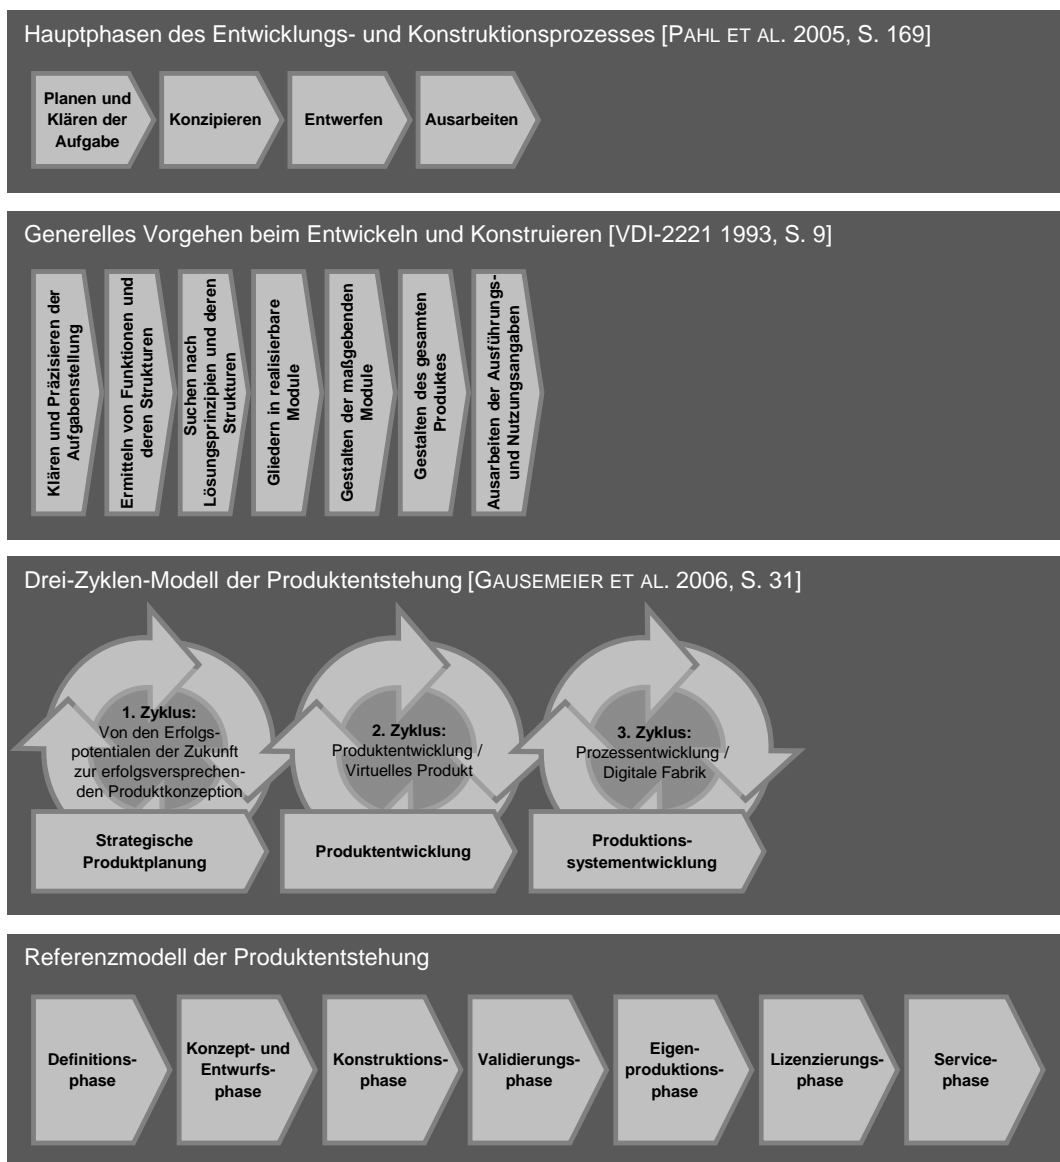 Hauptphasen des Entwicklungs- und Konstruktionsprozesses [PAHL ET AL. 2005, S. 169]
Planen und
Klären der
Aufgabe
Konzipieren
Entwerfen
Ausarbeiten
Generelles Vorgehen beim Entwickeln und Konstruieren [VDI-2221 1993, S. 9]
Klären und Präzisieren der
Aufgabenstellung
Ermitteln von Funktionen und
deren Strukturen
Suchen nach
Lösungsprinzipien und deren
Strukturen
Gliedern in realisierbare
Module
Gestalten der maßgebenden
Module
Gestalten des gesamten
Produktes
Ausarbeiten der Ausführungs-
und Nutzungsangaben
Drei-Zyklen-Modell der Produktentstehung [GAUSEMEIER ET AL. 2006, S. 31]
1. Zyklus:
Von den Erfolgs-
potentialen der Zukunft
zur erfolgsversprechen-
den Produktkonzeption
2. Zyklus:
Produktentwicklung /
Virtuelles Produkt
3. Zyklus:
Prozessentwicklung /
Digitale Fabrik
Strategische
Produktplanung
Produktentwicklung
Produktions-
systementwicklung
Referenzmodell der Produktentstehung
Definitions-
phase
Konzept- und
Entwurfs-
phase
Konstruktions-
phase
Validierungs-
phase
Eigen-
produktions-
phase
Lizenzierungs-
phase
Service-
phase